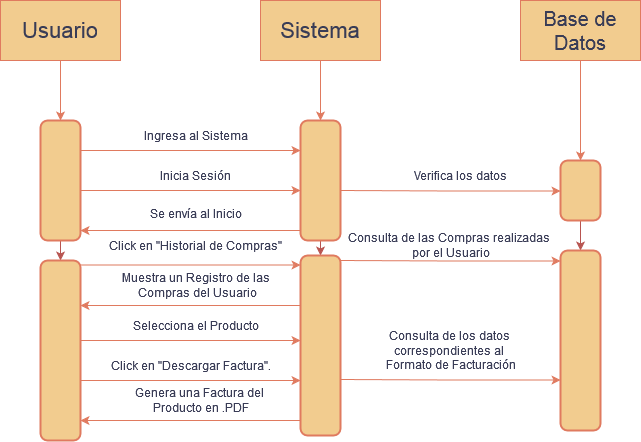 Usuario
Sistema
Base de
Datos
Ingresa al Sistema
Inicia Sesión
Verifica los datos
Se envía al Inicio
Click en "Historial de Compras"
Consulta de las Compras realizadas
por el Usuario
Muestra un Registro de las
Compras del Usuario
Selecciona el Producto
Consulta de los datos
correspondientes al
Formato de Facturación
Click en "Descargar Factura".
Genera una Factura del
Producto en .PDF